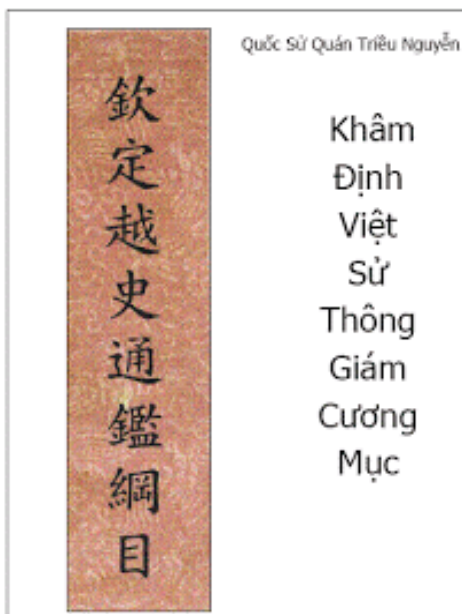 Quốc Sử Quán Triều Nguyễn
欽定越史通鑑綱目
Khâm
Định
Việt
Sử
Thông
Giám
Cương
Mục